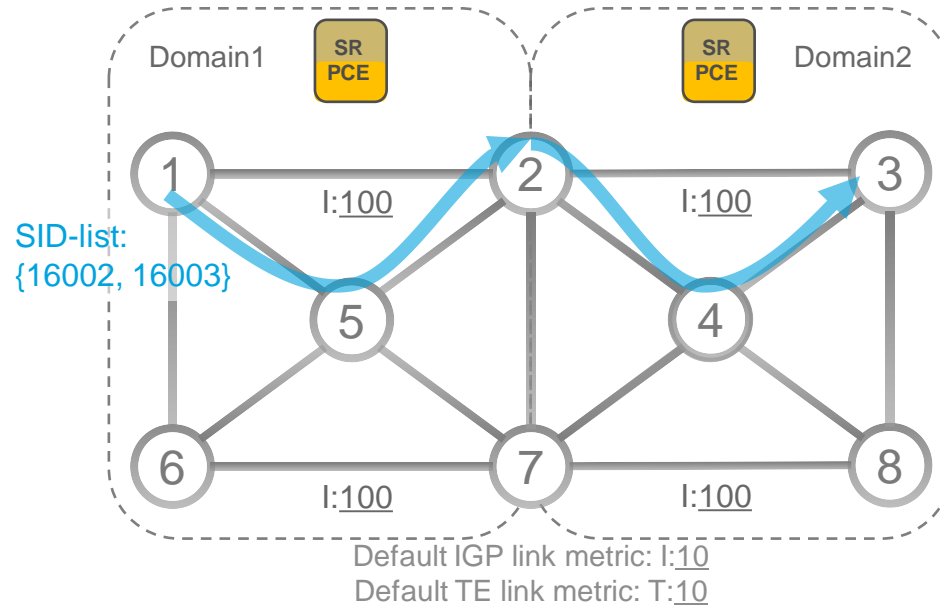 Domain1
SR
PCE
SR
PCE
Domain2
1
2
3
I:100
I:100
SID-list:
{16002, 16003}
5
4
6
7
8
I:100
I:100
Default IGP link metric: I:10
Default TE link metric: T:10